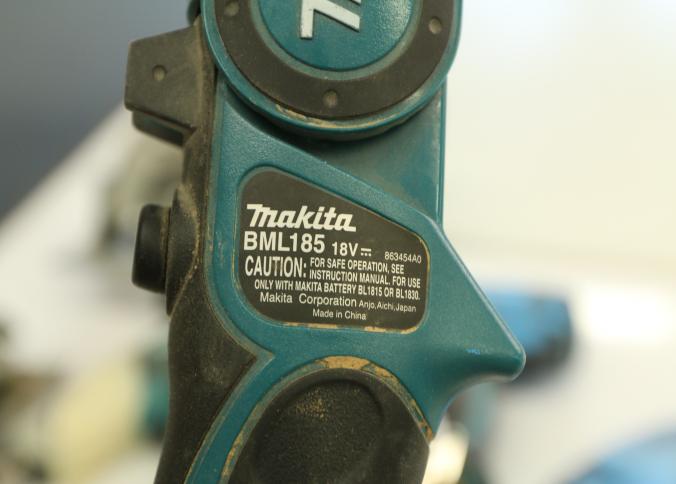 makita
BML185 18V⎓ 863454A0
CAUTION: FOR SAFE OPERATION, SEE
INSTRUCTION MANUAL. FOR USE
ONLY WITH MAKITA BATTERY BL1815 OR BL1830.
Makita Corporation Anjo, Aichi, Japan
Made in China